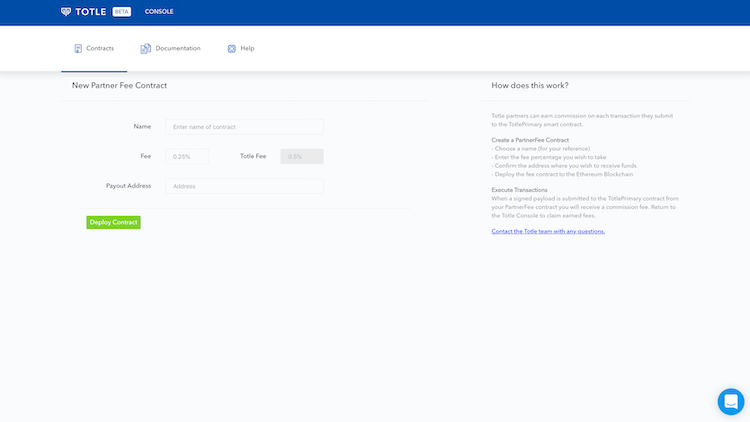 TOTLE BETA CONSOLE
Contracts Documentation Help
New Partner Fee Contract
Name Enter name of contract
Fee 0.25% Totle Fee 0.5%
Payout Address Address
Deploy Contract
How does this work?
Totle partners can earn commission on each transaction they submit
to the TotlePrimary smart contract.
Create a PartnerFee Contract
- Choose a name (for your reference)
- Enter the fee percentage you wish to take
- Confirm the address where you wish to receive funds
- Deploy the fee contract to the Ethereum Blockchain
Execute Transactions
When a signed payload is submitted to the TotlePrimary contract from
your PartnerFee contract you will receive a commission fee. Return to
the Totle Console to claim earned fees.
Contact the Totle team with any questions.